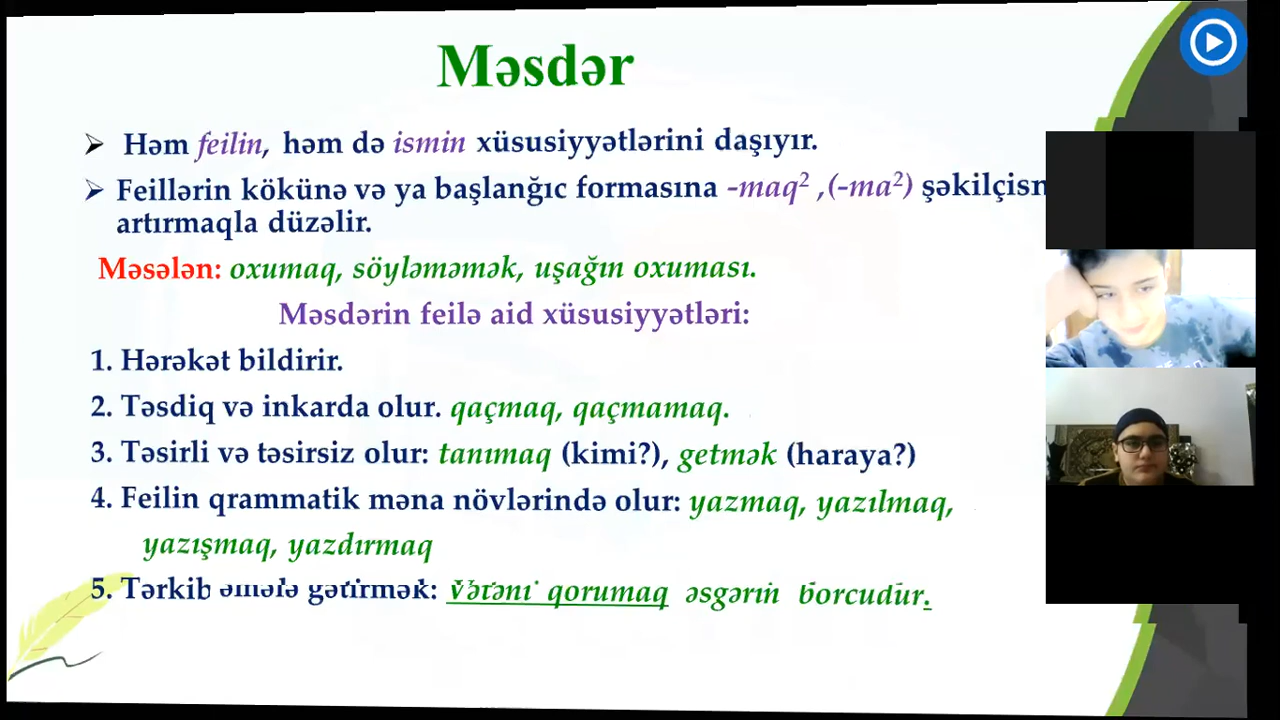 Məsdər
➢ Həm feilin, həm də ismin xüsusiyyətlərini daşıyır.
➢ Feillərin kökünə və ya başlanğıc formasına -maq² ,(-ma²) şəkilçisn
artırmaqla düzəlir.
Məsələn: oxumaq, söyləməmək, uşağın oxuması.
Məsdərin feilə aid xüsusiyyətləri:
1. Hərəkət bildirir.
2. Təsdiq və inkarda olur. qaçmaq, qaçmamaq.
3. Təsirli və təsirsiz olur: tanımaq (kimi?), getmək (haraya?)
4. Feilin qrammatik məna növlərində olur: yazmaq, yazılmaq,
yazışmaq, yazdırmaq
5. Tərkib əmələ gətirmək: Vətəni qorumaq əsgərin borcudur.